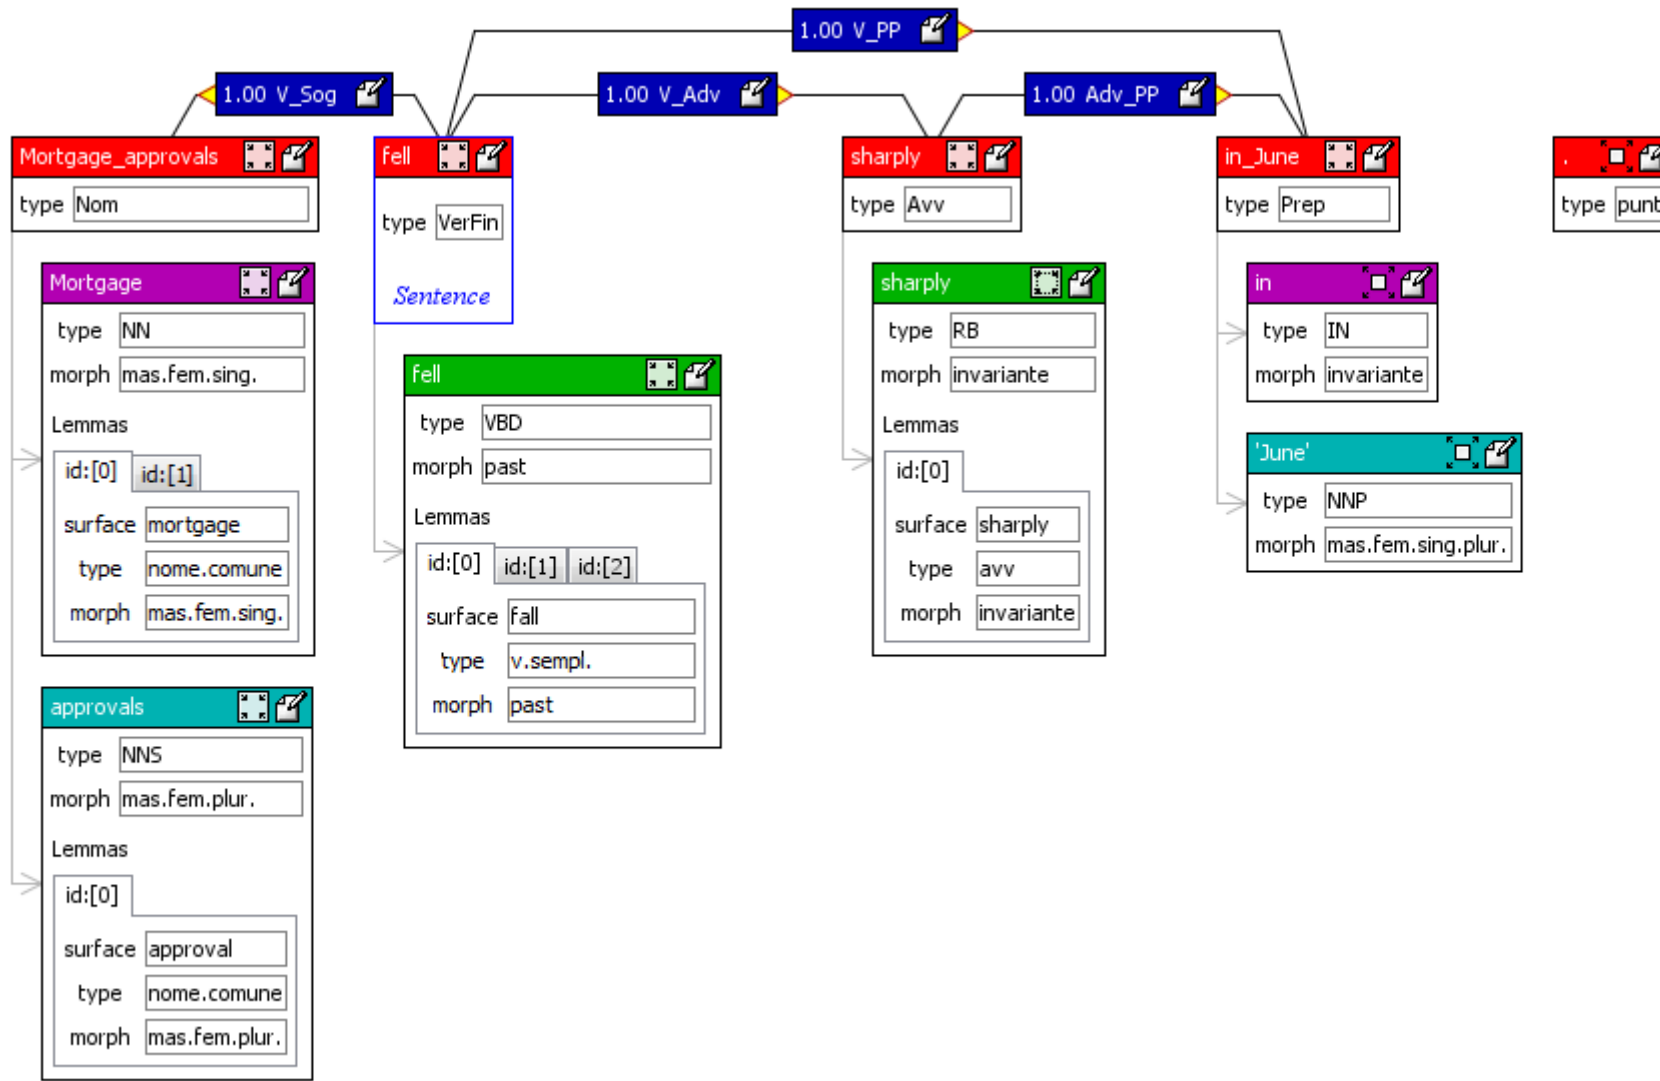 1.00 V_PP
1.00 V_Sog
1.00 V_Adv
1.00 Adv_PP
Mortgage_approvals
type Nom
Mortgage
type NN
morph mas.fem.sing.
Lemmas
id:[0] id:[1]
surface mortgage
type nome.comune
morph mas.fem.sing.
approvals
type NNS
morph mas.fem.plur.
Lemmas
id:[0]
surface approval
type nome.comune
morph mas.fem.plur.
fell
type VerFin
Sentence
fell
type VBD
morph past
Lemmas
id:[0] id:[1] id:[2]
surface fall
type v.sempl.
morph past
sharply
type Avv
sharply
type RB
morph invariante
Lemmas
id:[0]
surface sharply
type avv
morph invariante
in_June
type Prep
in
type IN
morph invariante
'June'
type NNP
morph mas.fem.sing.plur.
.
type punt